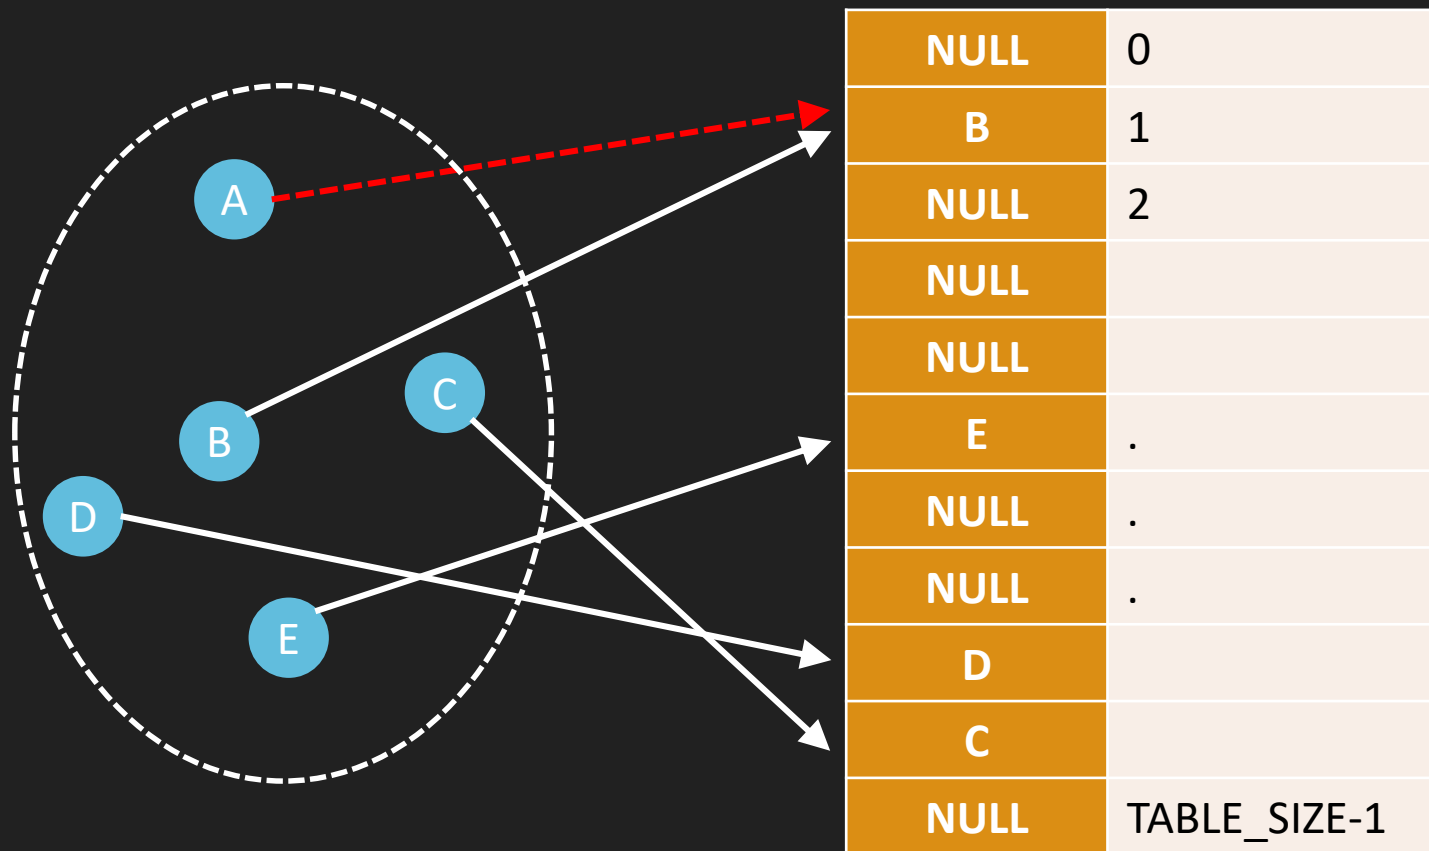 A
B
C
D
E
NULL 0
B 1
NULL 2
NULL
NULL
E .
NULL .
NULL .
D
C
NULL TABLE_SIZE-1